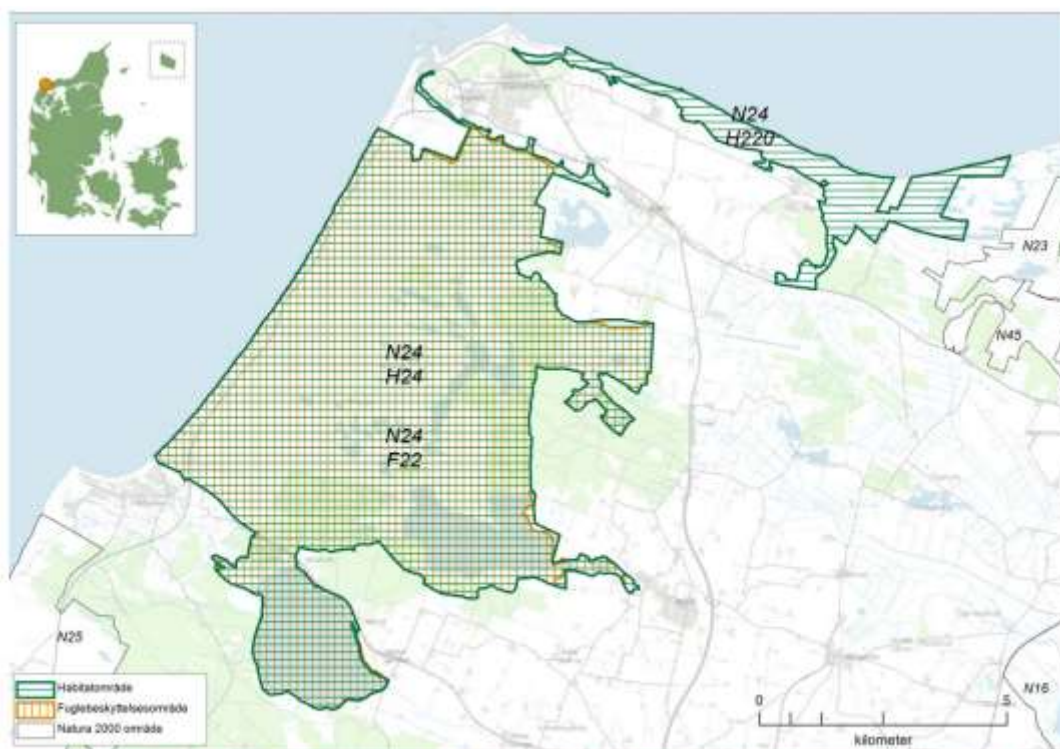 N24
H220
N23
N45
N24
H24
N24
F22
N25
N16
Habitatområde
Fuglebeskyttelsesområde
Natura 2000 område
0 5
kilometer